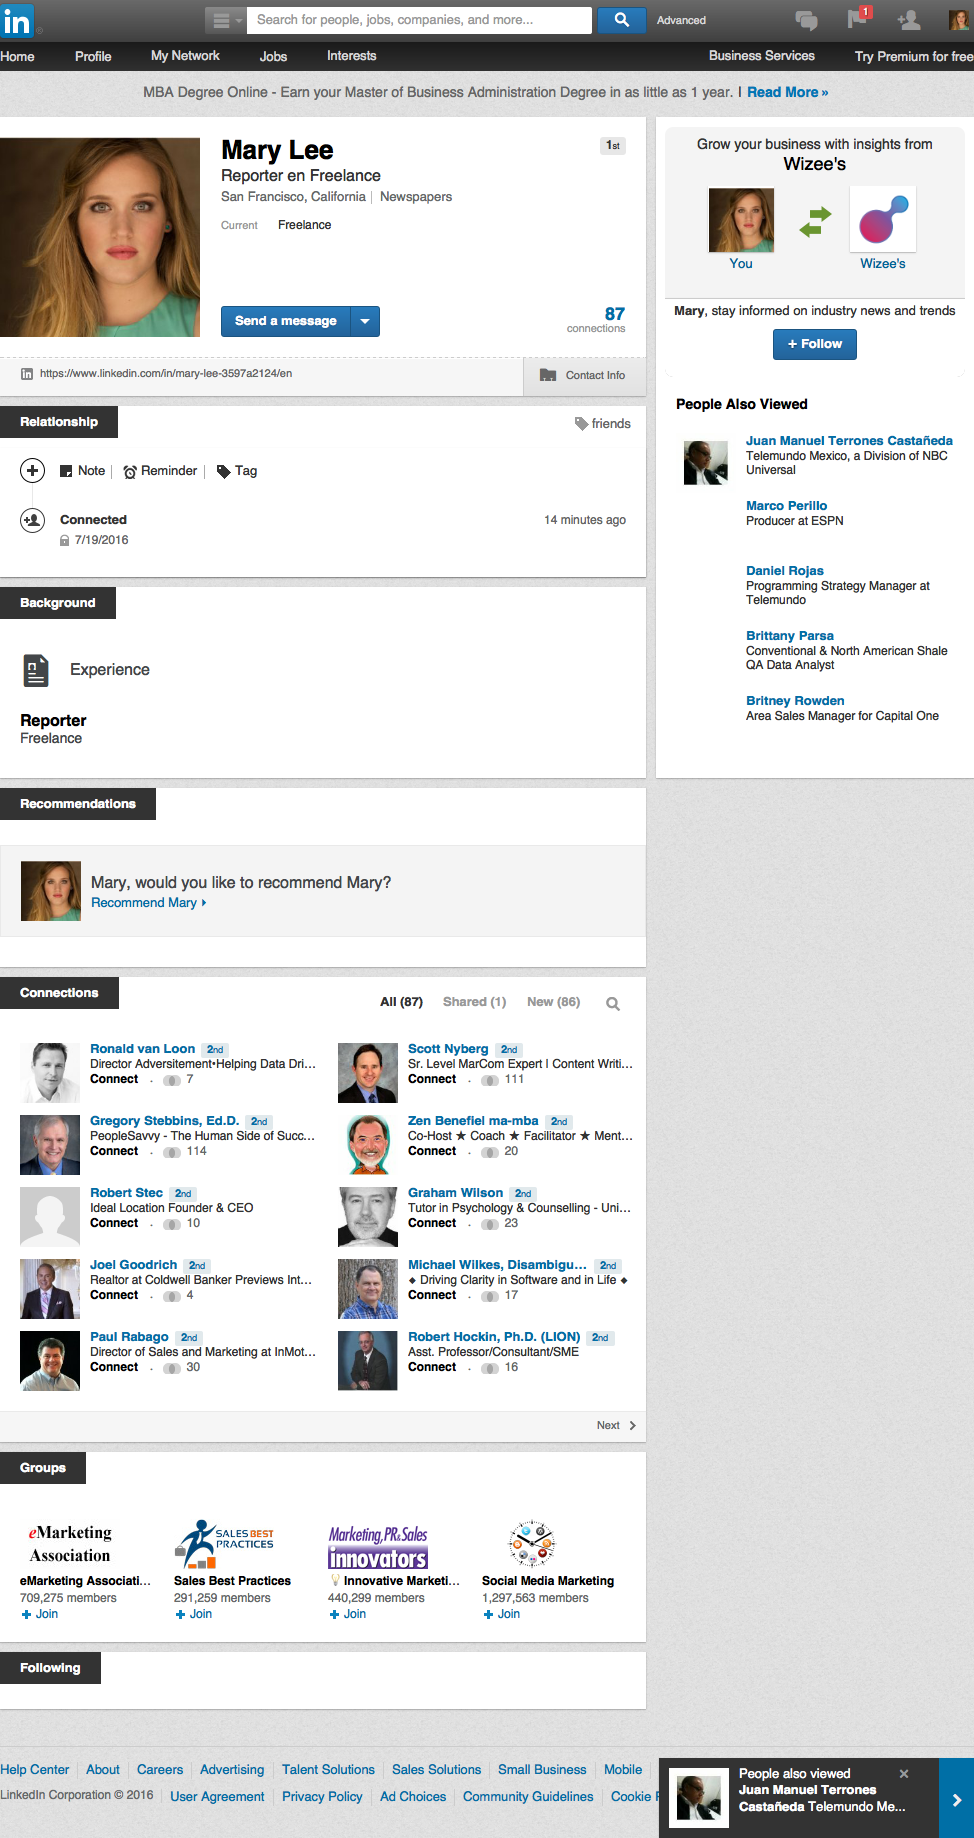 in
Search for people, jobs, companies, and more...
Advanced
1
Home
Profile
My Network
Jobs
Interests
Business Services
Try Premium for free
MBA Degree Online - Earn your Master of Business Administration Degree in as little as 1 year. | Read More »
Mary Lee
1st
Reporter en Freelance
San Francisco, California | Newspapers
Current Freelance
Send a message
87
connections
https://www.linkedin.com/in/mary-lee-3597a2124/en
Contact Info
Relationship
friends
Note
Reminder
Tag
Connected
14 minutes ago
7/19/2016
Background
Experience
Reporter
Freelance
Recommendations
Mary, would you like to recommend Mary?
Recommend Mary
Connections
All (87)
Shared (1)
New (86)
Ronald van Loon 2nd
Director Adversitement•Helping Data Dri...
Connect · 7
Scott Nyberg 2nd
Sr. Level MarCom Expert | Content Writi...
Connect · 111
Gregory Stebbins, Ed.D. 2nd
PeopleSavvy - The Human Side of Succ...
Connect · 114
Zen Benefiel ma-mba 2nd
Co-Host ★ Coach ★ Facilitator ★ Ment...
Connect · 20
Robert Stec 2nd
Ideal Location Founder & CEO
Connect · 10
Graham Wilson 2nd
Tutor in Psychology & Counselling - Uni...
Connect · 23
Joel Goodrich 2nd
Realtor at Coldwell Banker Previews Int...
Connect · 4
Michael Wilkes, Disambigu... 2nd
⬥ Driving Clarity in Software and in Life ⬥
Connect · 17
Paul Rabago 2nd
Director of Sales and Marketing at InMot...
Connect · 30
Robert Hockin, Ph.D. (LION) 2nd
Asst. Professor/Consultant/SME
Connect · 16
Next
Groups
eMarketing
Association
eMarketing Associati...
709,275 members
+ Join
SALES BEST
PRACTICES
Sales Best Practices
291,259 members
+ Join
Marketing, PR & Sales
innovators
Innovative Marketi...
440,299 members
+ Join
Social Media Marketing
1,297,563 members
+ Join
Following
Grow your business with insights from
Wizee's
You
Wizee's
Mary, stay informed on industry news and trends
+ Follow
People Also Viewed
Juan Manuel Terrones Castañeda
Telemundo Mexico, a Division of NBC
Universal
Marco Perillo
Producer at ESPN
Daniel Rojas
Programming Strategy Manager at
Telemundo
Brittany Parsa
Conventional & North American Shale
QA Data Analyst
Britney Rowden
Area Sales Manager for Capital One
Help Center
About
Careers
Advertising
Talent Solutions
Sales Solutions
Small Business
Mobile
LinkedIn Corporation © 2016
User Agreement
Privacy Policy
Ad Choices
Community Guidelines
Cookie
People also viewed
Juan Manuel Terrones
Castañeda Telemundo Me...